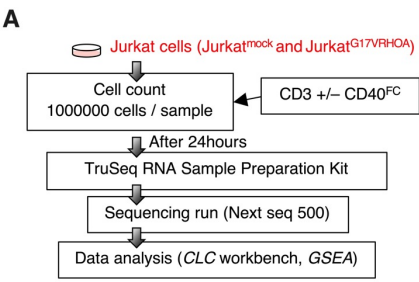 A
Jurkat cells (Jurkatmock and JurkatG17VRHOA)
Cell count
1000000 cells / sample
CD3 +/– CD40FC
After 24hours
TruSeq RNA Sample Preparation Kit
Sequencing run (Next seq 500)
Data analysis (CLC workbench, GSEA)